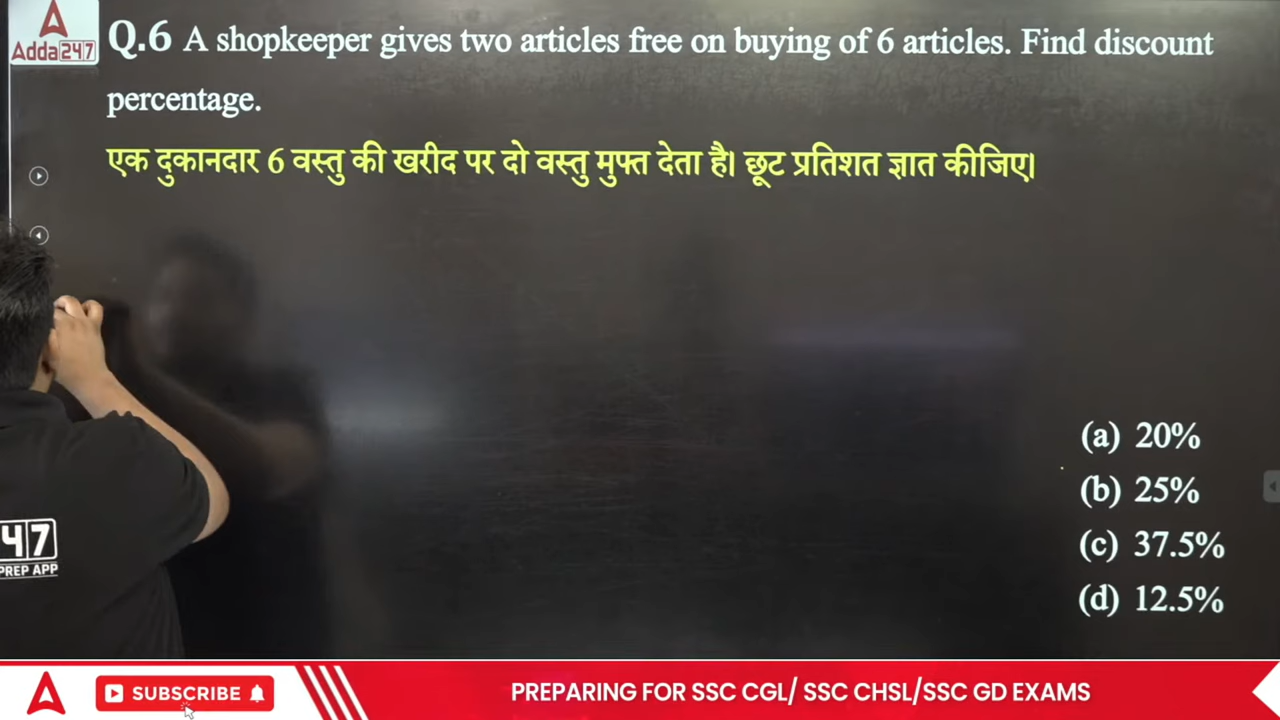 Adda247
Q.6 A shopkeeper gives two articles free on buying of 6 articles. Find discount
percentage.
एक दुकानदार 6 वस्तु की खरीद पर दो वस्तु मुफ्त देता है। छूट प्रतिशत ज्ञात कीजिए।
(a) 20%
(b) 25%
(c) 37.5%
(d) 12.5%
47
PREP APP
SUBSCRIBE
PREPARING FOR SSC CGL/ SSC CHSL/SSC GD EXAMS